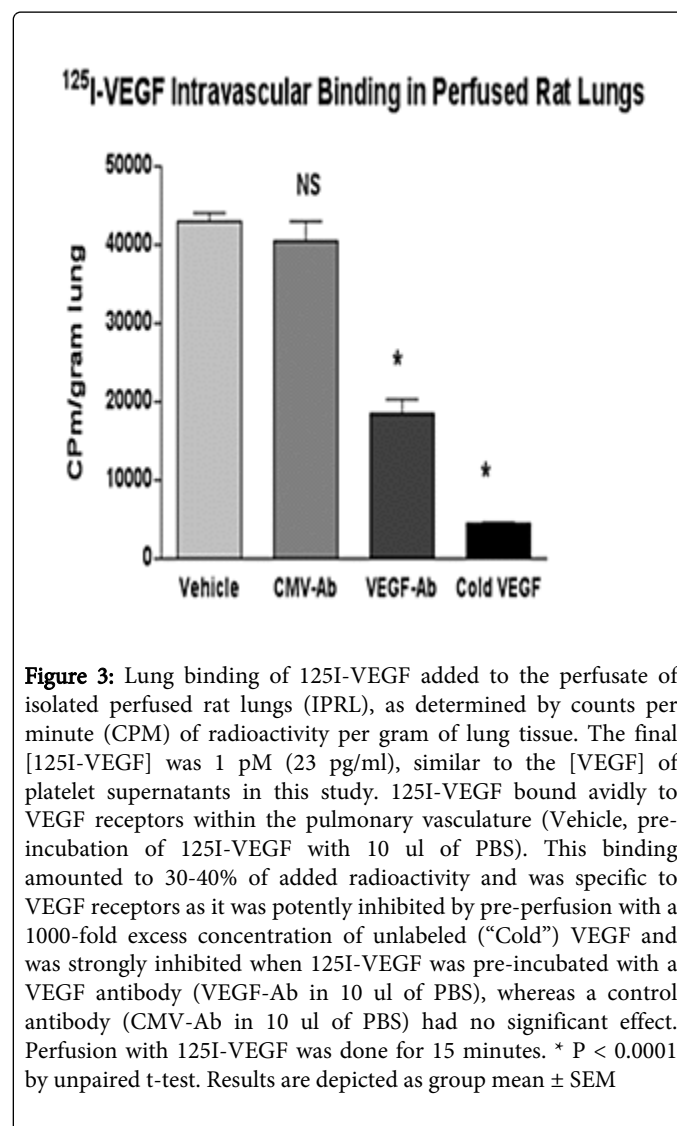 125I-VEGF Intravascular Binding in Perfused Rat Lungs
50000
40000
30000
20000
10000
0
CPm/gram lung
NS
*
*
Vehicle CMV-Ab VEGF-Ab Cold VEGF
Figure 3: Lung binding of 125I-VEGF added to the perfusate of
isolated perfused rat lungs (IPRL), as determined by counts per
minute (CPM) of radioactivity per gram of lung tissue. The final
[125I-VEGF] was 1 pM (23 pg/ml), similar to the [VEGF] of
platelet supernatants in this study. 125I-VEGF bound avidly to
VEGF receptors within the pulmonary vasculature (Vehicle, pre-
incubation of 125I-VEGF with 10 ul of PBS). This binding
amounted to 30-40% of added radioactivity and was specific to
VEGF receptors as it was potently inhibited by pre-perfusion with a
1000-fold excess concentration of unlabeled (“Cold”) VEGF and
was strongly inhibited when 125I-VEGF was pre-incubated with a
VEGF antibody (VEGF-Ab in 10 ul of PBS), whereas a control
antibody (CMV-Ab in 10 ul of PBS) had no significant effect.
Perfusion with 125I-VEGF was done for 15 minutes. * P < 0.0001
by unpaired t-test. Results are depicted as group mean ± SEM